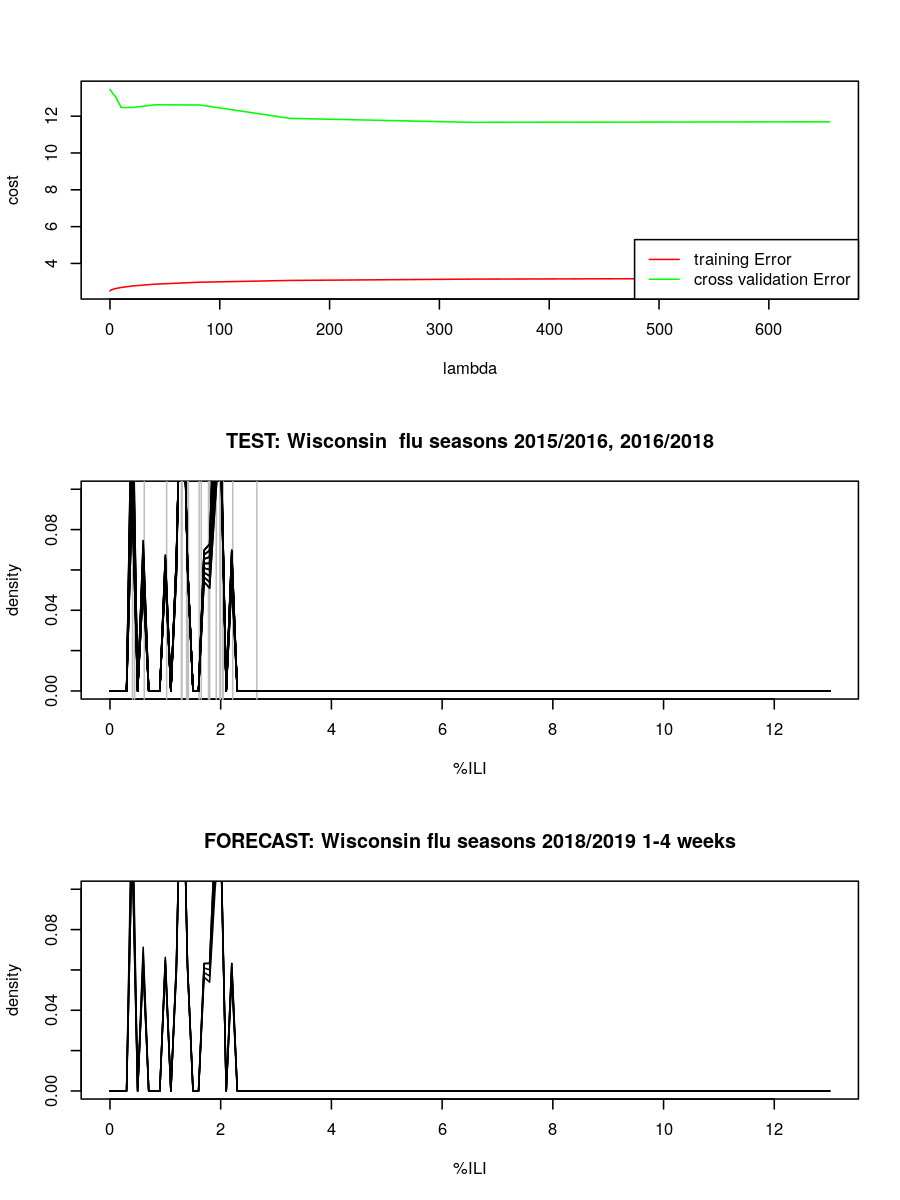 12
10
8
6
4
cost
training Error
cross validation Error
0 100 200 300 400 500 600
lambda
TEST: Wisconsin  flu seasons 2015/2016, 2016/2018
0.08
0.04
0.00
density
0 2 4 6 8 10 12
%ILI
FORECAST: Wisconsin flu seasons 2018/2019 1-4 weeks
0.08
0.04
0.00
density
0 2 4 6 8 10 12
%ILI